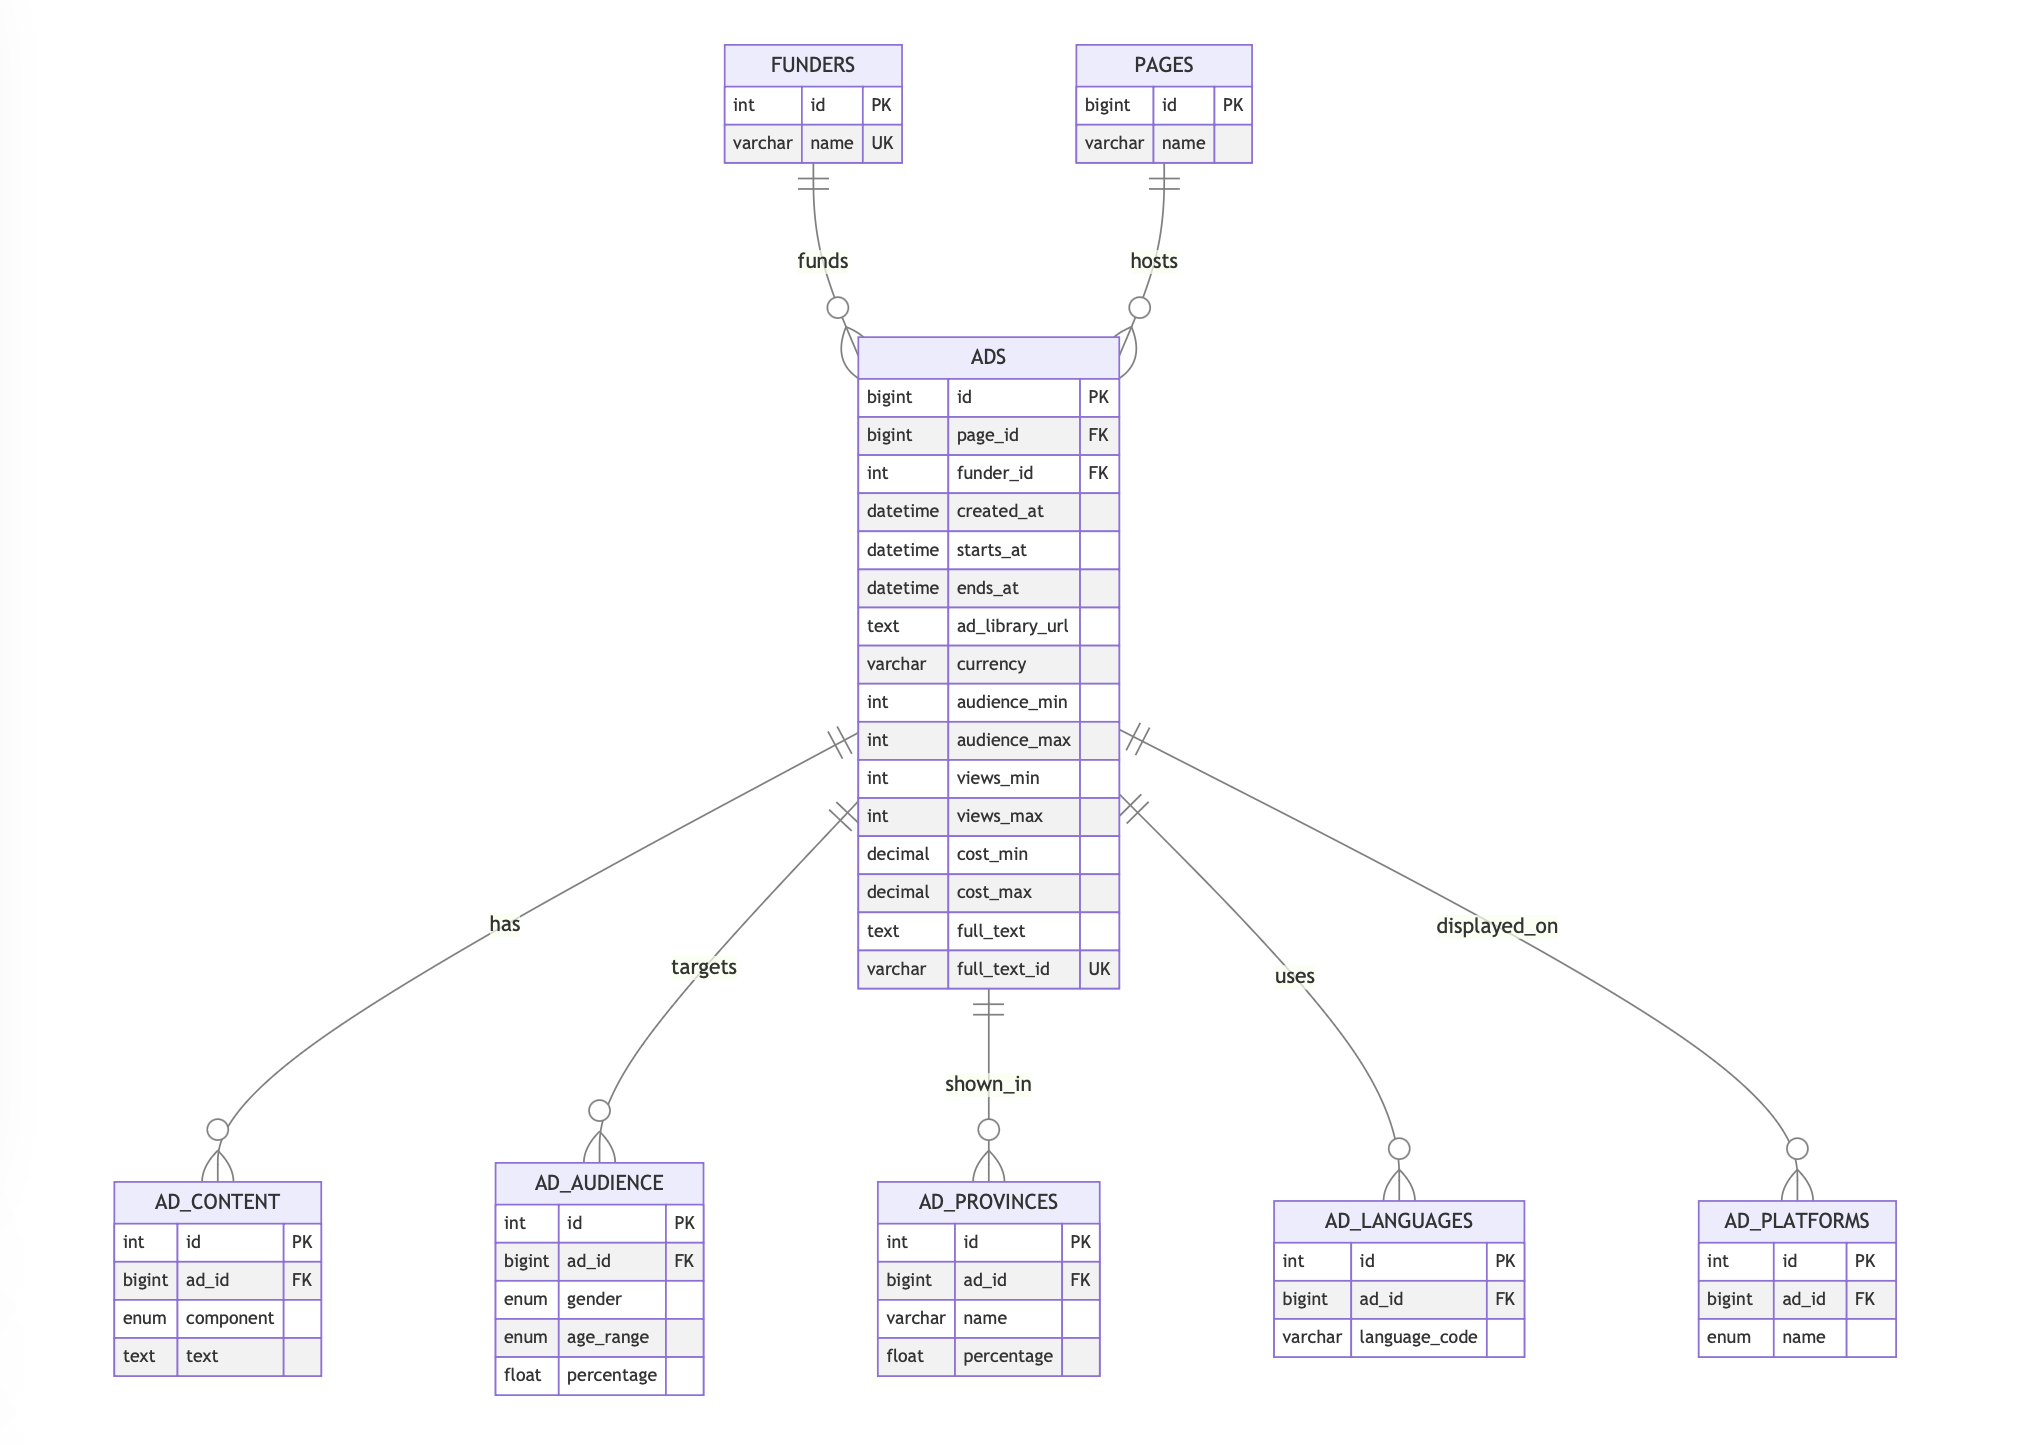 FUNDERS
int id PK
varchar name UK
PAGES
bigint id PK
varchar name
funds
hosts
ADS
bigint id PK
bigint page_id FK
int funder_id FK
datetime created_at
datetime starts_at
datetime ends_at
text ad_library_url
varchar currency
int audience_min
int audience_max
int views_min
int views_max
decimal cost_min
decimal cost_max
text full_text
varchar full_text_id UK
has
targets
shown_in
uses
displayed_on
AD_CONTENT
int id PK
bigint ad_id FK
enum component
text text
AD_AUDIENCE
int id PK
bigint ad_id FK
enum gender
enum age_range
float percentage
AD_PROVINCES
int id PK
bigint ad_id FK
varchar name
float percentage
AD_LANGUAGES
int id PK
bigint ad_id FK
varchar language_code
AD_PLATFORMS
int id PK
bigint ad_id FK
enum name